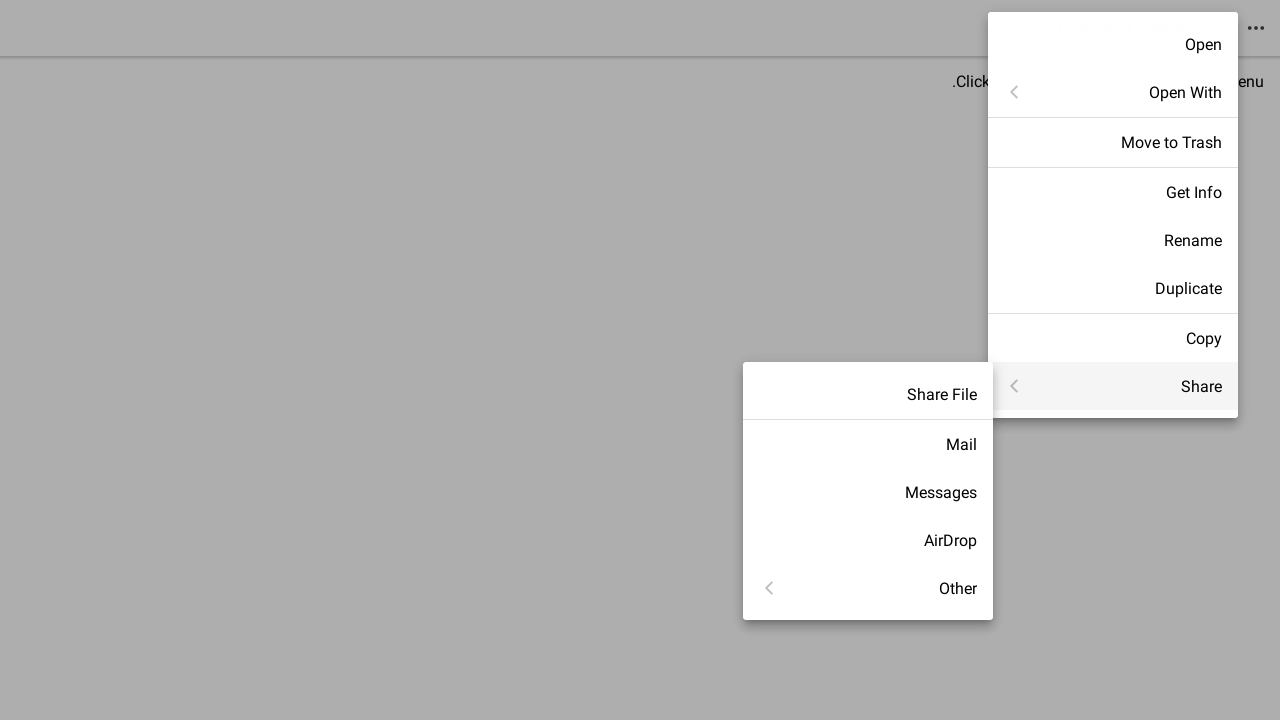 Open
.Click enu
Open With
Move to Trash
Get Info
Rename
Duplicate
Copy
Share
Share File
Mail
Messages
AirDrop
Other